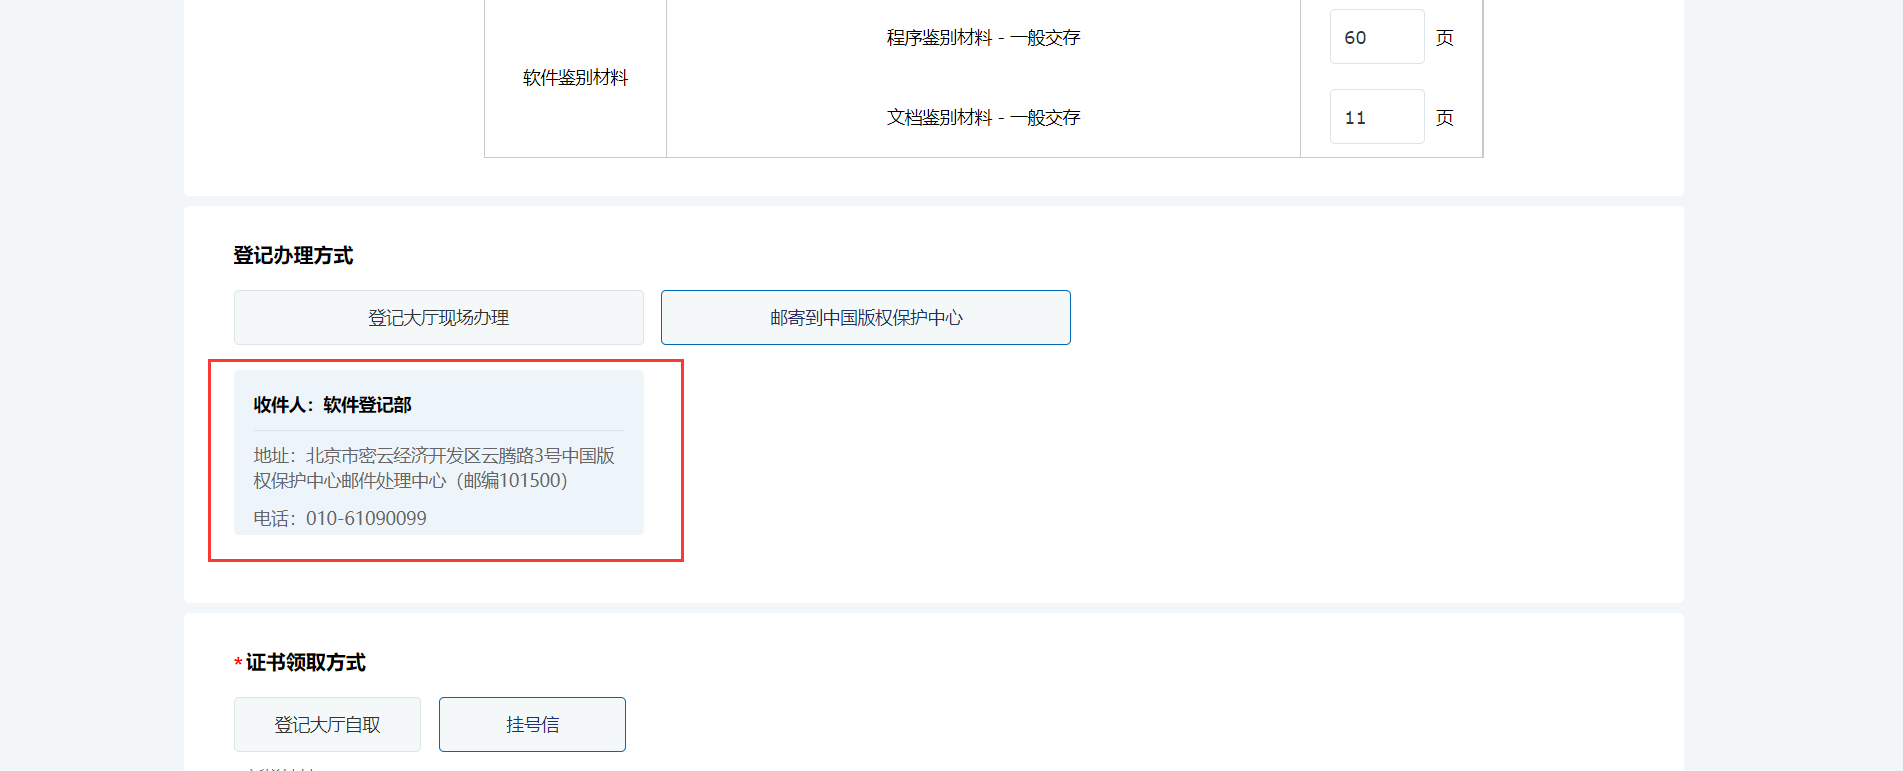 程序鉴别材料 - 一般交存
60 页
软件鉴别材料
文档鉴别材料 - 一般交存
11 页
登记办理方式
登记大厅现场办理
邮寄到中国版权保护中心
收件人：软件登记部
地址：北京市密云经济开发区云腾路3号中国版
权保护中心邮件处理中心（邮编101500）
电话：010-61090099
*证书领取方式
登记大厅自取
挂号信